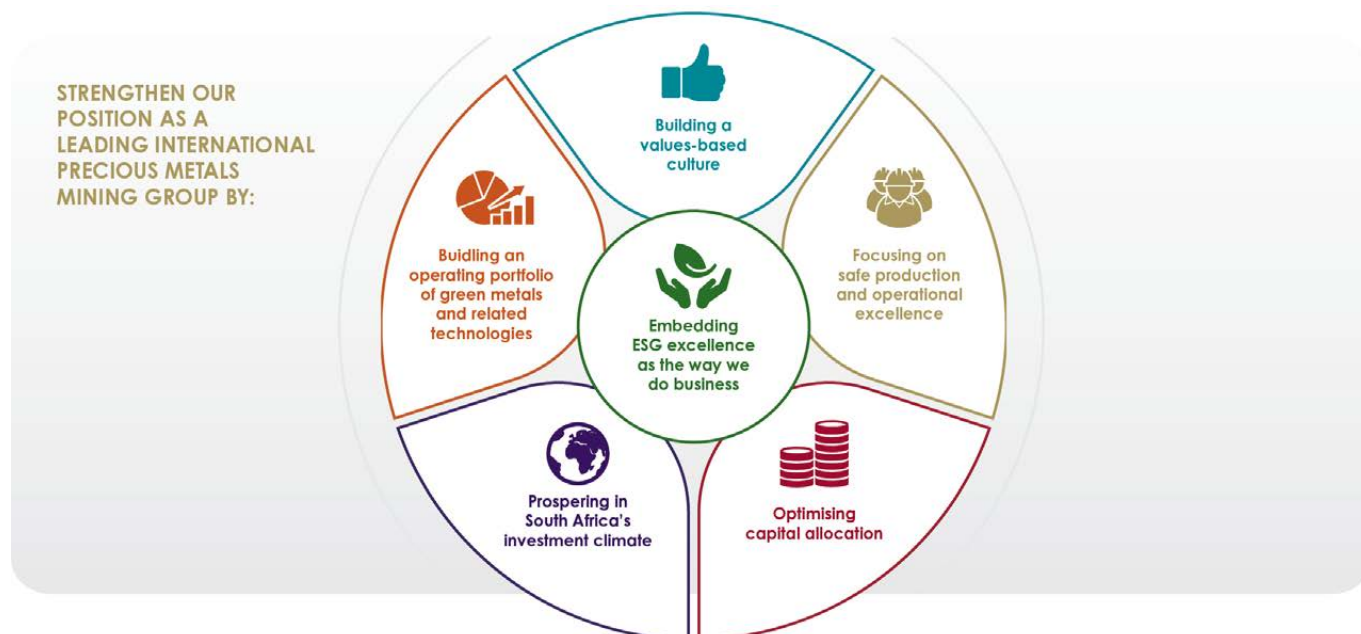 STRENGTHEN OUR
POSITION AS A
LEADING INTERNATIONAL
PRECIOUS METALS
MINING GROUP BY:
Building a
values-based
culture
Focusing on
safe production
and operational
excellence
Optimising
capital allocation
Prospering in
South Africa's
investment climate
Buidling an
operating portfolio
of green metals
and related
technologies
Embedding
ESG excellence
as the way we
do business